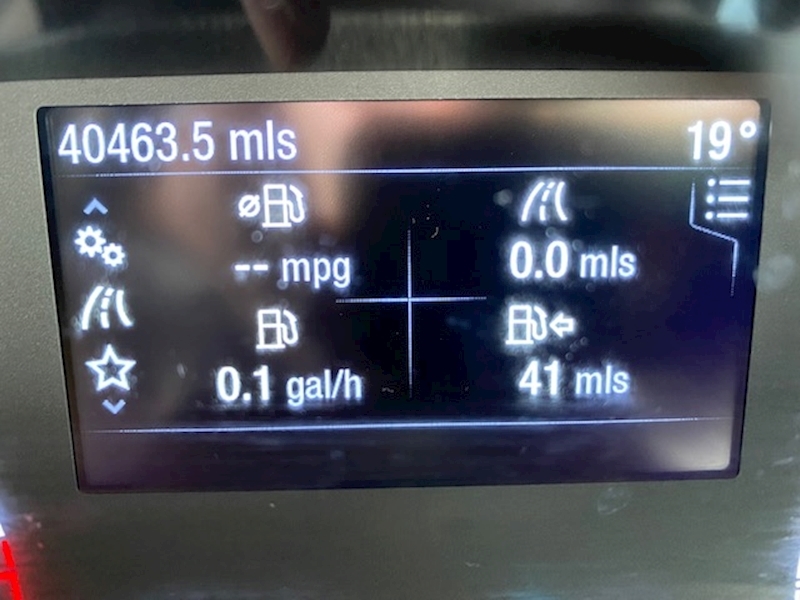 40463.5 mls 19°
-- mpg 0.0 mls
0.1 gal/h 41 mls